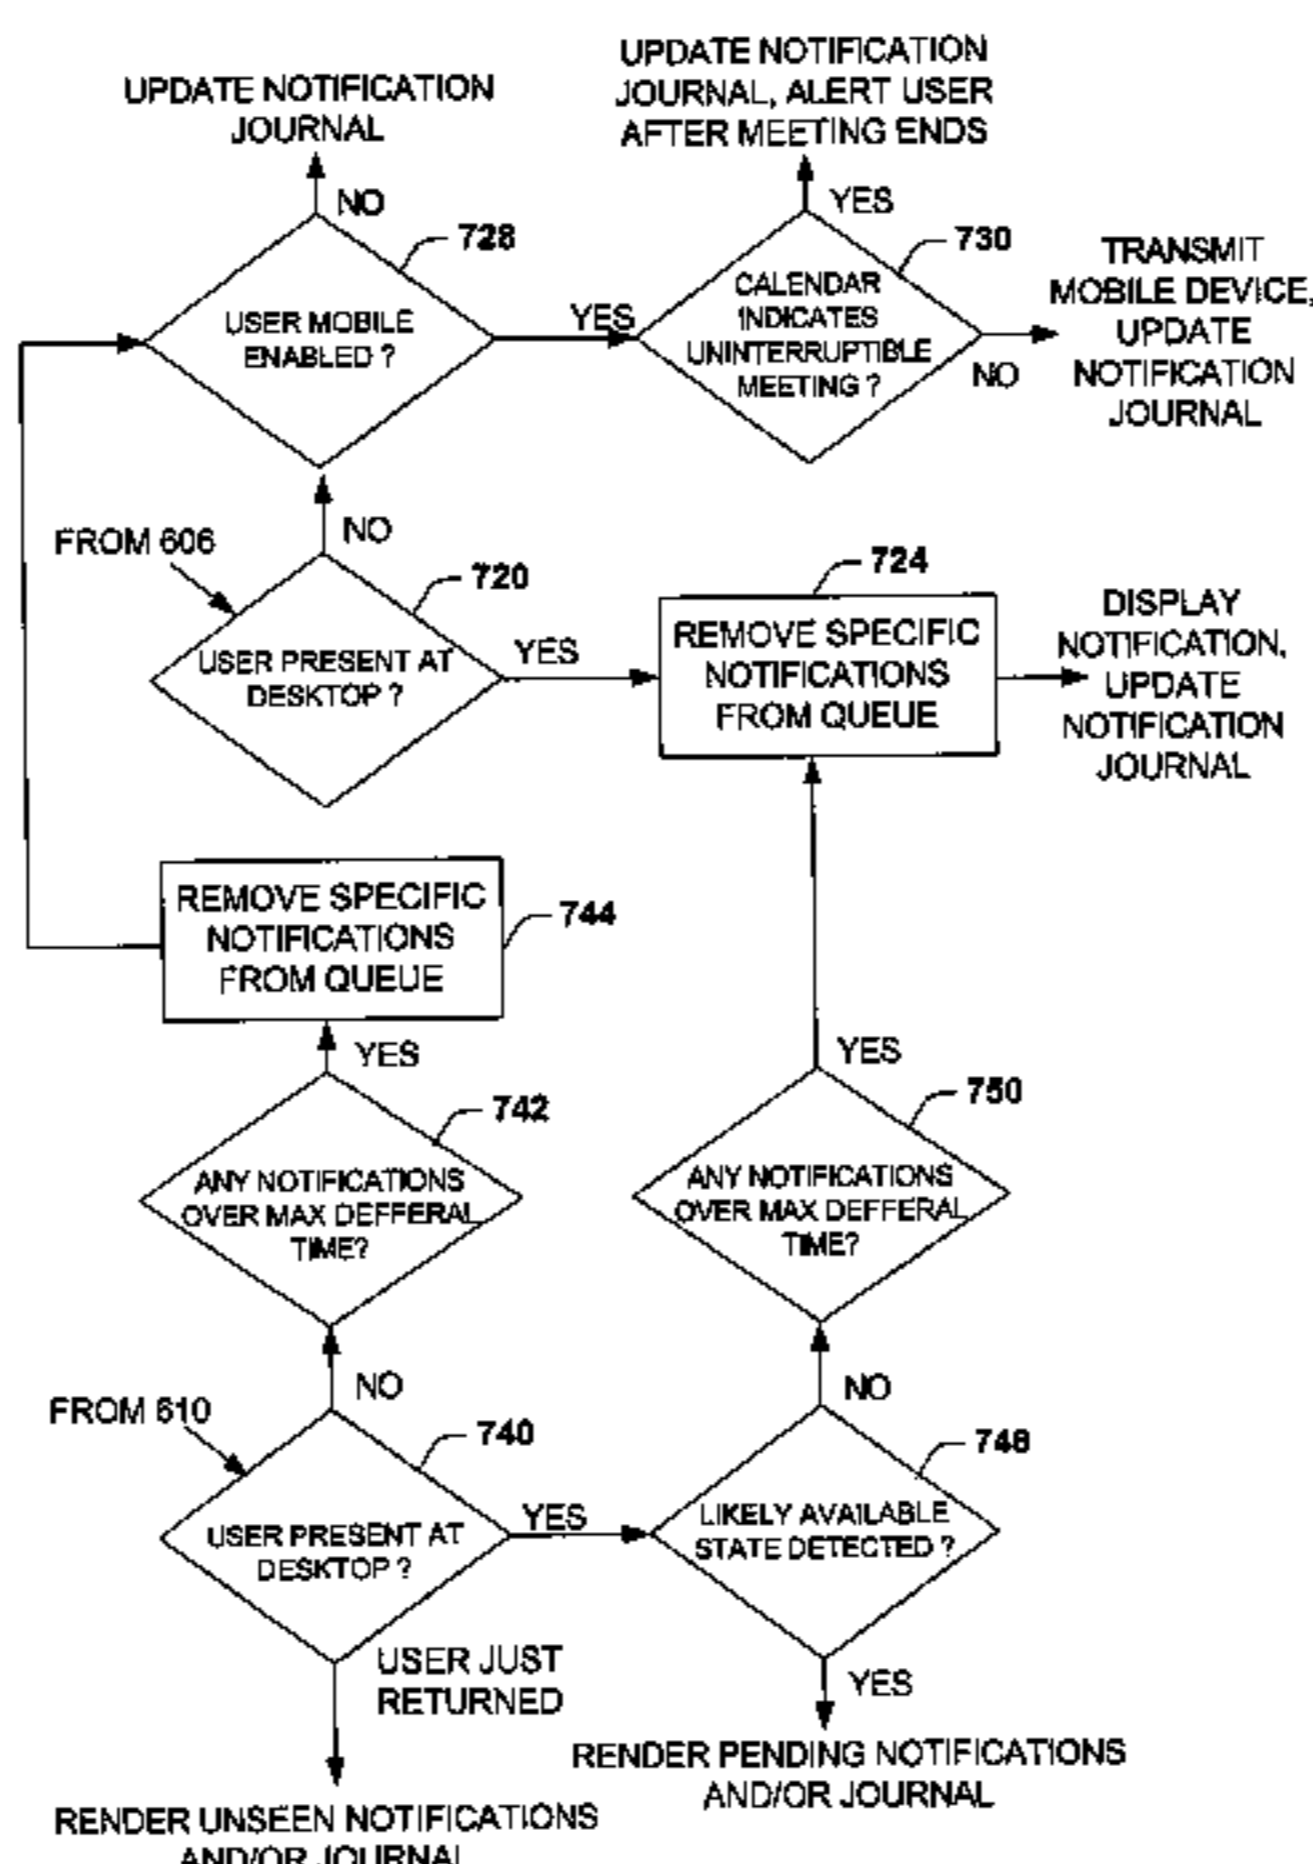 UPDATE NOTIFICATION
JOURNAL
UPDATE NOTIFICATION
JOURNAL, ALERT USER
AFTER MEETING ENDS
NO
YES
728
730
USER MOBILE
ENABLED ?
YES
CALENDAR
INDICATES
UNINTERRUPTIBLE
MEETING ?
NO
TRANSMIT
MOBILE DEVICE,
UPDATE
NOTIFICATION
JOURNAL
FROM 606
NO
720
USER PRESENT AT
DESKTOP ?
YES
724
REMOVE SPECIFIC
NOTIFICATIONS
FROM QUEUE
DISPLAY
NOTIFICATION,
UPDATE
NOTIFICATION
JOURNAL
REMOVE SPECIFIC
NOTIFICATIONS
FROM QUEUE
744
YES
742
ANY NOTIFICATIONS
OVER MAX DEFFERAL
TIME?
YES
750
ANY NOTIFICATIONS
OVER MAX DEFFERAL
TIME?
NO
NO
FROM 610
740
USER PRESENT AT
DESKTOP ?
YES
748
LIKELY AVAILABLE
STATE DETECTED ?
USER JUST
RETURNED
YES
RENDER PENDING NOTIFICATIONS
AND/OR JOURNAL
RENDER UNSEEN NOTIFICATIONS
AND/OR JOURNAL